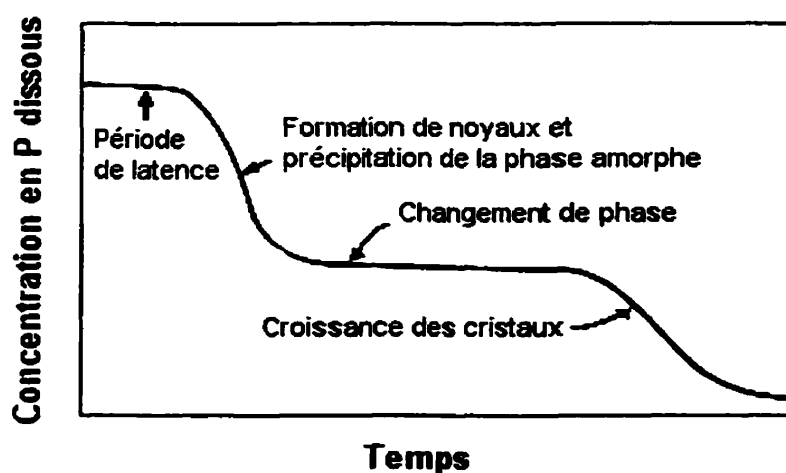 Concentration en P dissous
Période
de latence
Formation de noyaux et
précipitation de la phase amorphe
Changement de phase
Croissance des cristaux
Temps